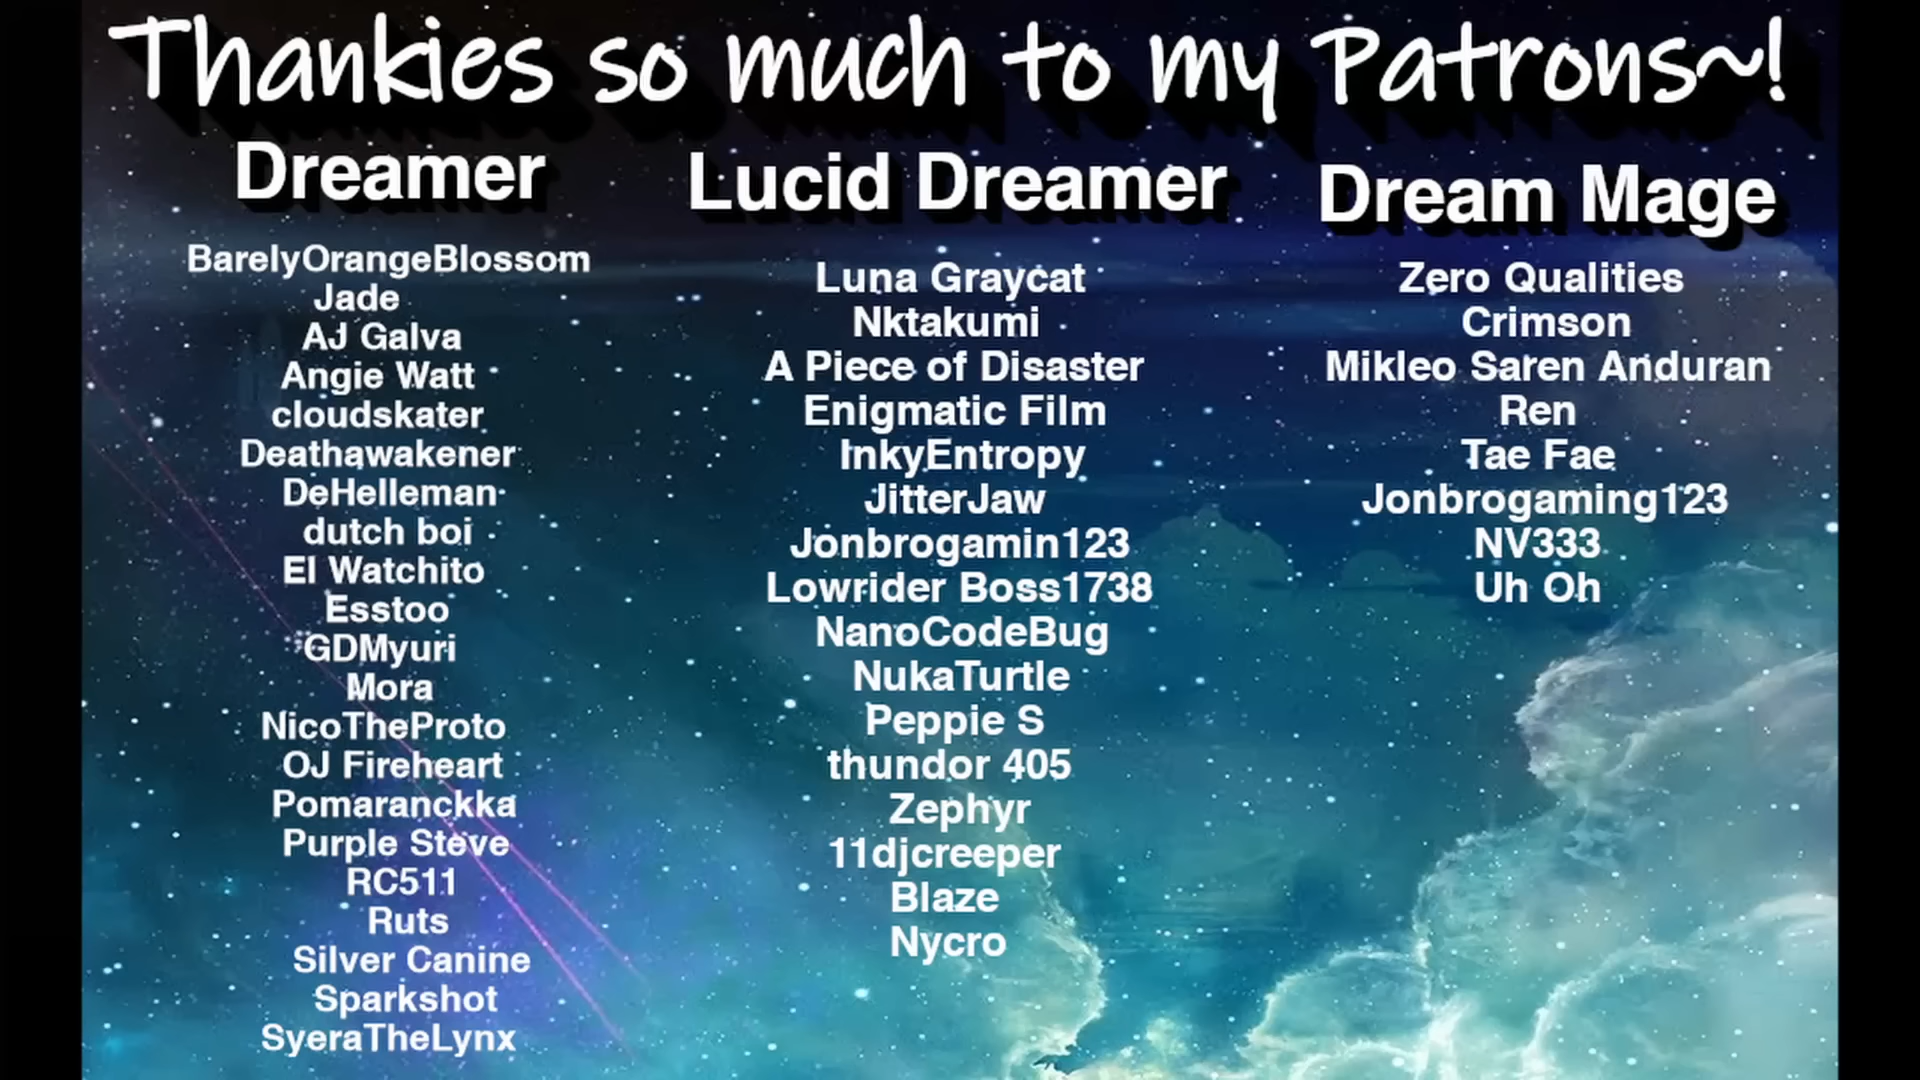 Thankies so much to my Patrons~!
Dreamer
BarelyOrangeBlossom
Jade
AJ Galva
Angie Watt
cloudskater
Deathawakener
DeHelleman
dutch boi
El Watchito
Esstoo
GDMyuri
Mora
NicoTheProto
OJ Fireheart
Pomaranckka
Purple Steve
RC511
Ruts
Silver Canine
Sparkshot
SyeraTheLynx
Lucid Dreamer
Luna Graycat
Nktakumi
A Piece of Disaster
Enigmatic Film
InkyEntropy
JitterJaw
Jonbrogamin123
Lowrider Boss1738
NanoCodeBug
NukaTurtle
Peppie S
thundor 405
Zephyr
11djcreeper
Blaze
Nycro
Dream Mage
Zero Qualities
Crimson
Mikleo Saren Anduran
Ren
Tae Fae
Jonbrogaming123
NV333
Uh Oh